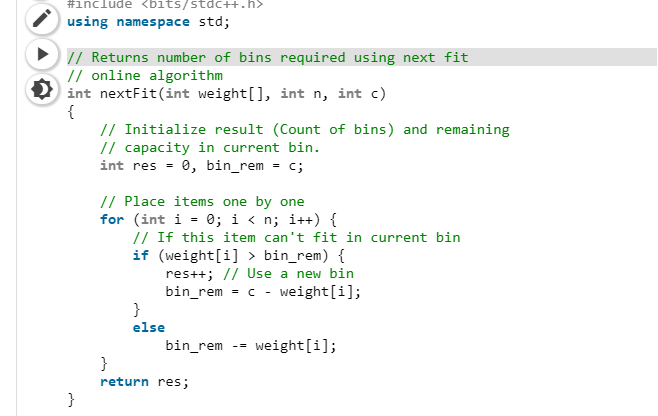 #include <bits/stdc++.h>
using namespace std;

// Returns number of bins required using next fit
// online algorithm
int nextFit(int weight[], int n, int c)
{
    // Initialize result (Count of bins) and remaining
    // capacity in current bin.
    int res = 0, bin_rem = c;

    // Place items one by one
    for (int i = 0; i < n; i++) {
        // If this item can't fit in current bin
        if (weight[i] > bin_rem) {
            res++; // Use a new bin
            bin_rem = c - weight[i];
        }
        else
            bin_rem -= weight[i];
    }
    return res;
}